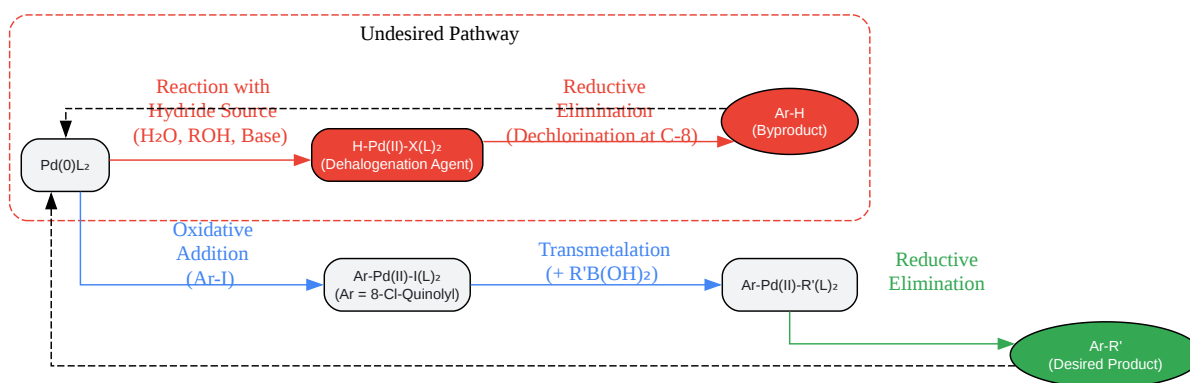 Undesired Pathway
Reaction with
Hydride Source
(H₂O, ROH, Base)
Reductive
Elimination
(Dechlorination at C-8)
Ar-H
(Byproduct)
Pd(0)L₂
H-Pd(II)-X(L)₂
(Dehalogenation Agent)
Oxidative
Addition
(Ar-I)
Transmetalation
(+ R'B(OH)₂)
Reductive
Elimination
Ar-Pd(II)-I(L)₂
(Ar = 8-Cl-Quinolyl)
Ar-Pd(II)-R'(L)₂
Ar-R'
(Desired Product)